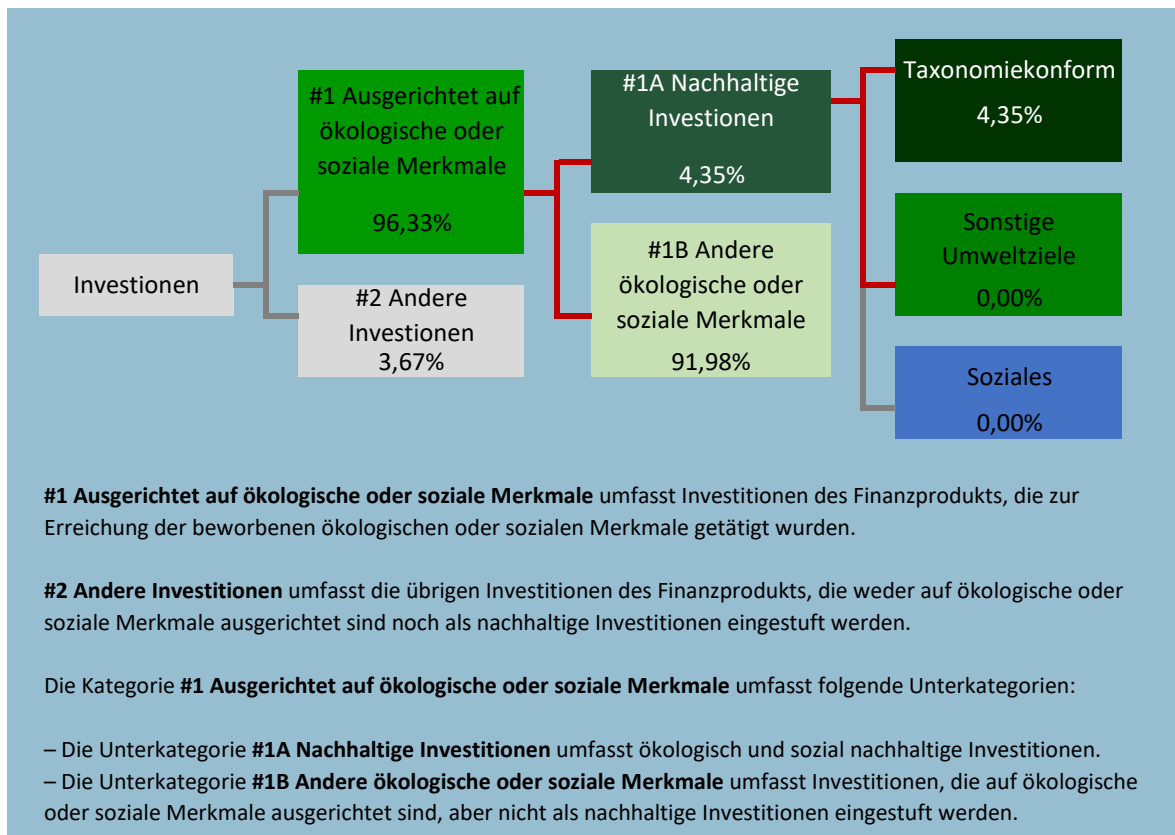 Investionen
#1 Ausgerichtet auf
ökologische oder
soziale Merkmale
96,33%
#2 Andere
Investionen
3,67%
#1A Nachhaltige
Investionen
4,35%
#1B Andere
ökologische oder
soziale Merkmale
91,98%
Taxonomiekonform
4,35%
Sonstige
Umweltziele
0,00%
Soziales
0,00%
#1 Ausgerichtet auf ökologische oder soziale Merkmale umfasst Investitionen des Finanzprodukts, die zur
Erreichung der beworbenen ökologischen oder sozialen Merkmale getätigt wurden.
#2 Andere Investitionen umfasst die übrigen Investitionen des Finanzprodukts, die weder auf ökologische oder
soziale Merkmale ausgerichtet sind noch als nachhaltige Investitionen eingestuft werden.
Die Kategorie #1 Ausgerichtet auf ökologische oder soziale Merkmale umfasst folgende Unterkategorien:
– Die Unterkategorie #1A Nachhaltige Investitionen umfasst ökologisch und sozial nachhaltige Investitionen.
– Die Unterkategorie #1B Andere ökologische oder soziale Merkmale umfasst Investitionen, die auf ökologische
oder soziale Merkmale ausgerichtet sind, aber nicht als nachhaltige Investitionen eingestuft werden.